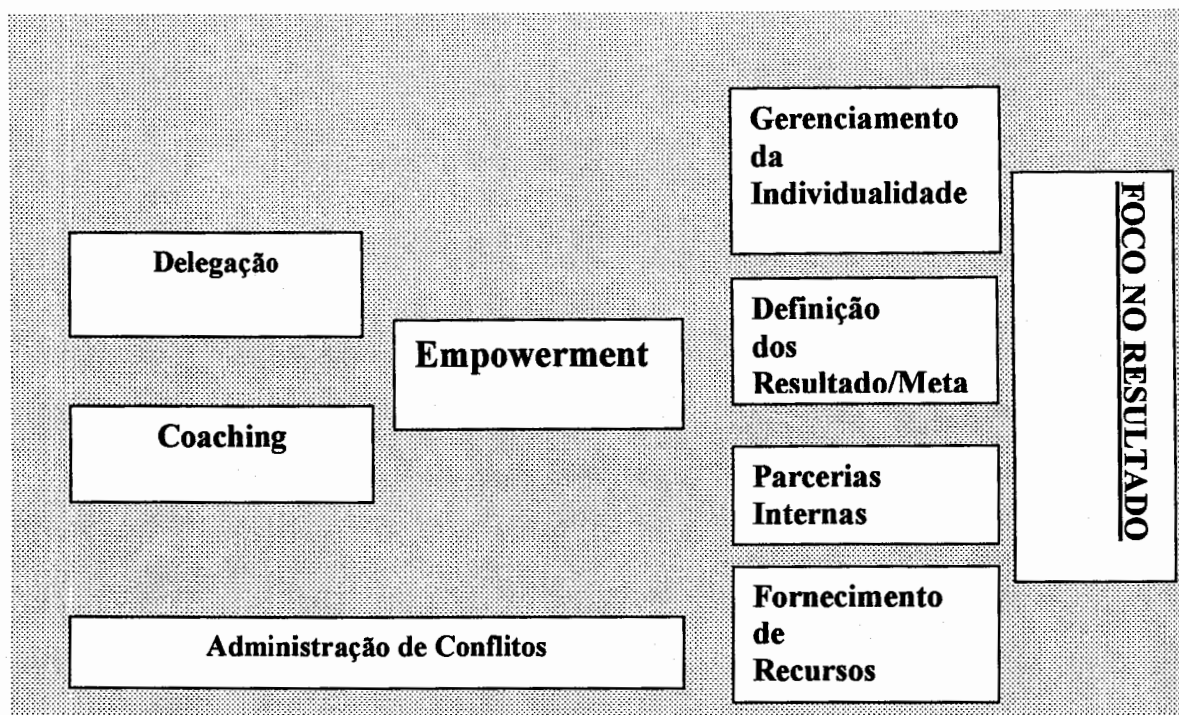 Delegação
Coaching
Empowerment
Administração de Conflitos
Gerenciamento
da
Individualidade
Definição
dos
Resultado/Meta
Parcerias
Internas
Fornecimento
de
Recursos
FOCO NO RESULTADO